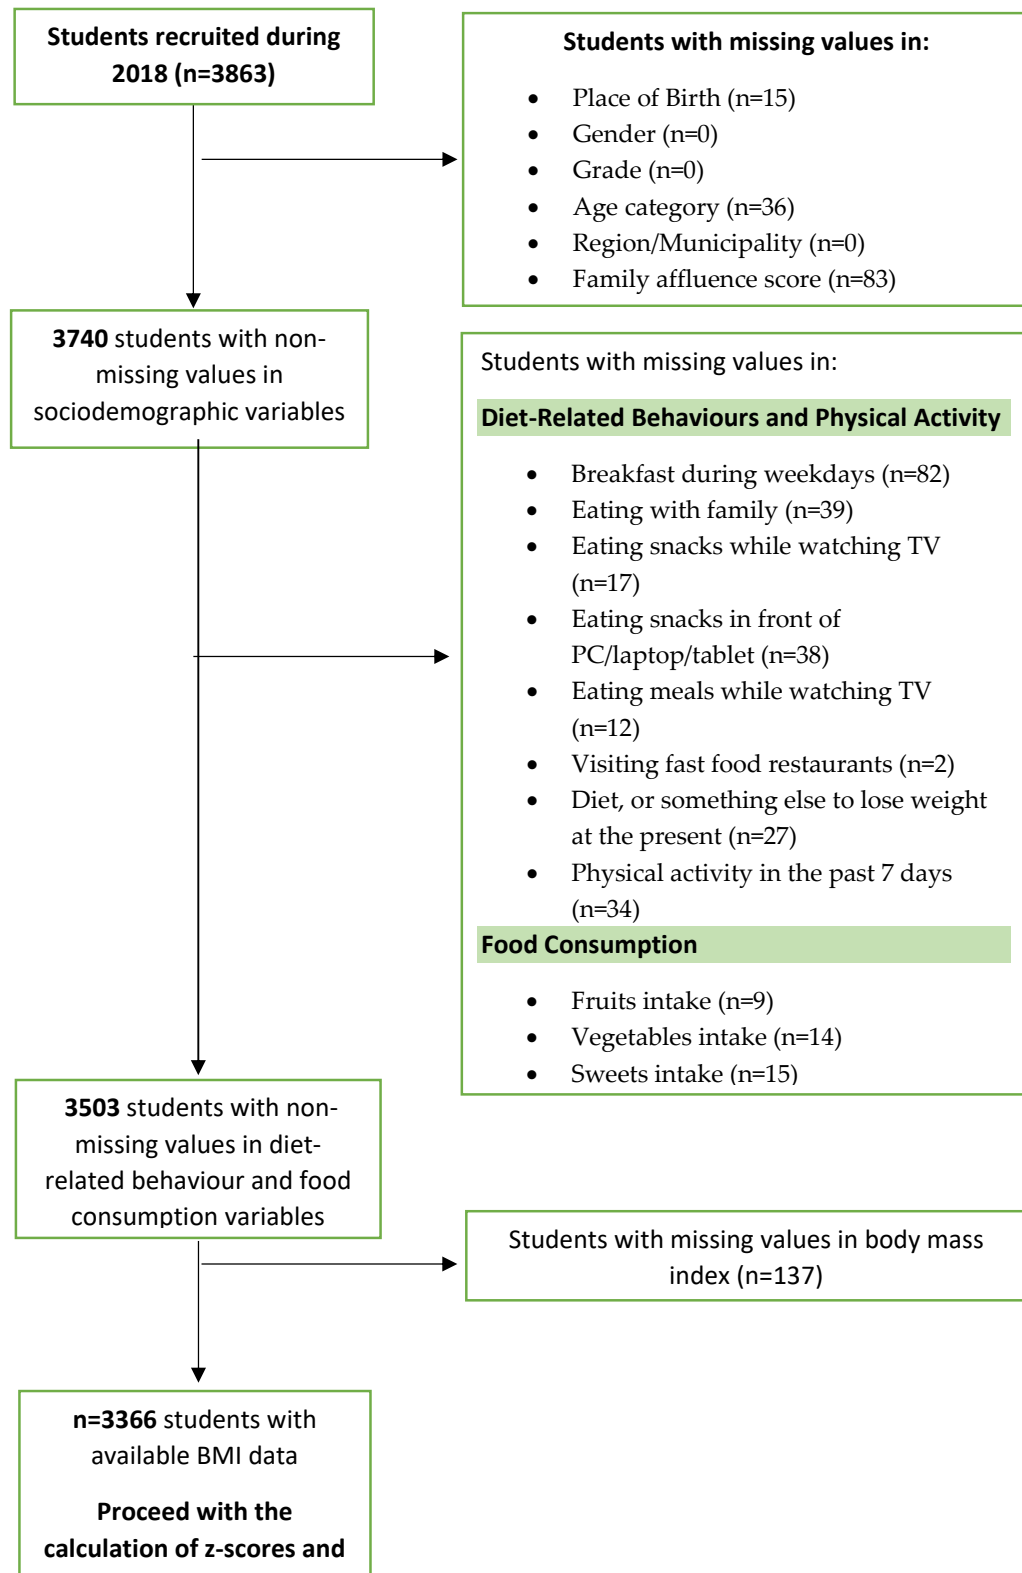 Students recruited during
2018 (n=3863)
Students with missing values in:
• Place of Birth (n=15)
• Gender (n=0)
• Grade (n=0)
• Age category (n=36)
• Region/Municipality (n=0)
• Family affluence score (n=83)
3740 students with non-
missing values in
sociodemographic variables
Students with missing values in:
Diet-Related Behaviours and Physical Activity
• Breakfast during weekdays (n=82)
• Eating with family (n=39)
• Eating snacks while watching TV
(n=17)
• Eating snacks in front of
PC/laptop/tablet (n=38)
• Eating meals while watching TV
(n=12)
• Visiting fast food restaurants (n=2)
• Diet, or something else to lose weight
at the present (n=27)
• Physical activity in the past 7 days
(n=34)
Food Consumption
• Fruits intake (n=9)
• Vegetables intake (n=14)
• Sweets intake (n=15)
3503 students with non-
missing values in diet-
related behaviour and food
consumption variables
Students with missing values in body mass
index (n=137)
n=3366 students with
available BMI data
Proceed with the
calculation of z-scores and